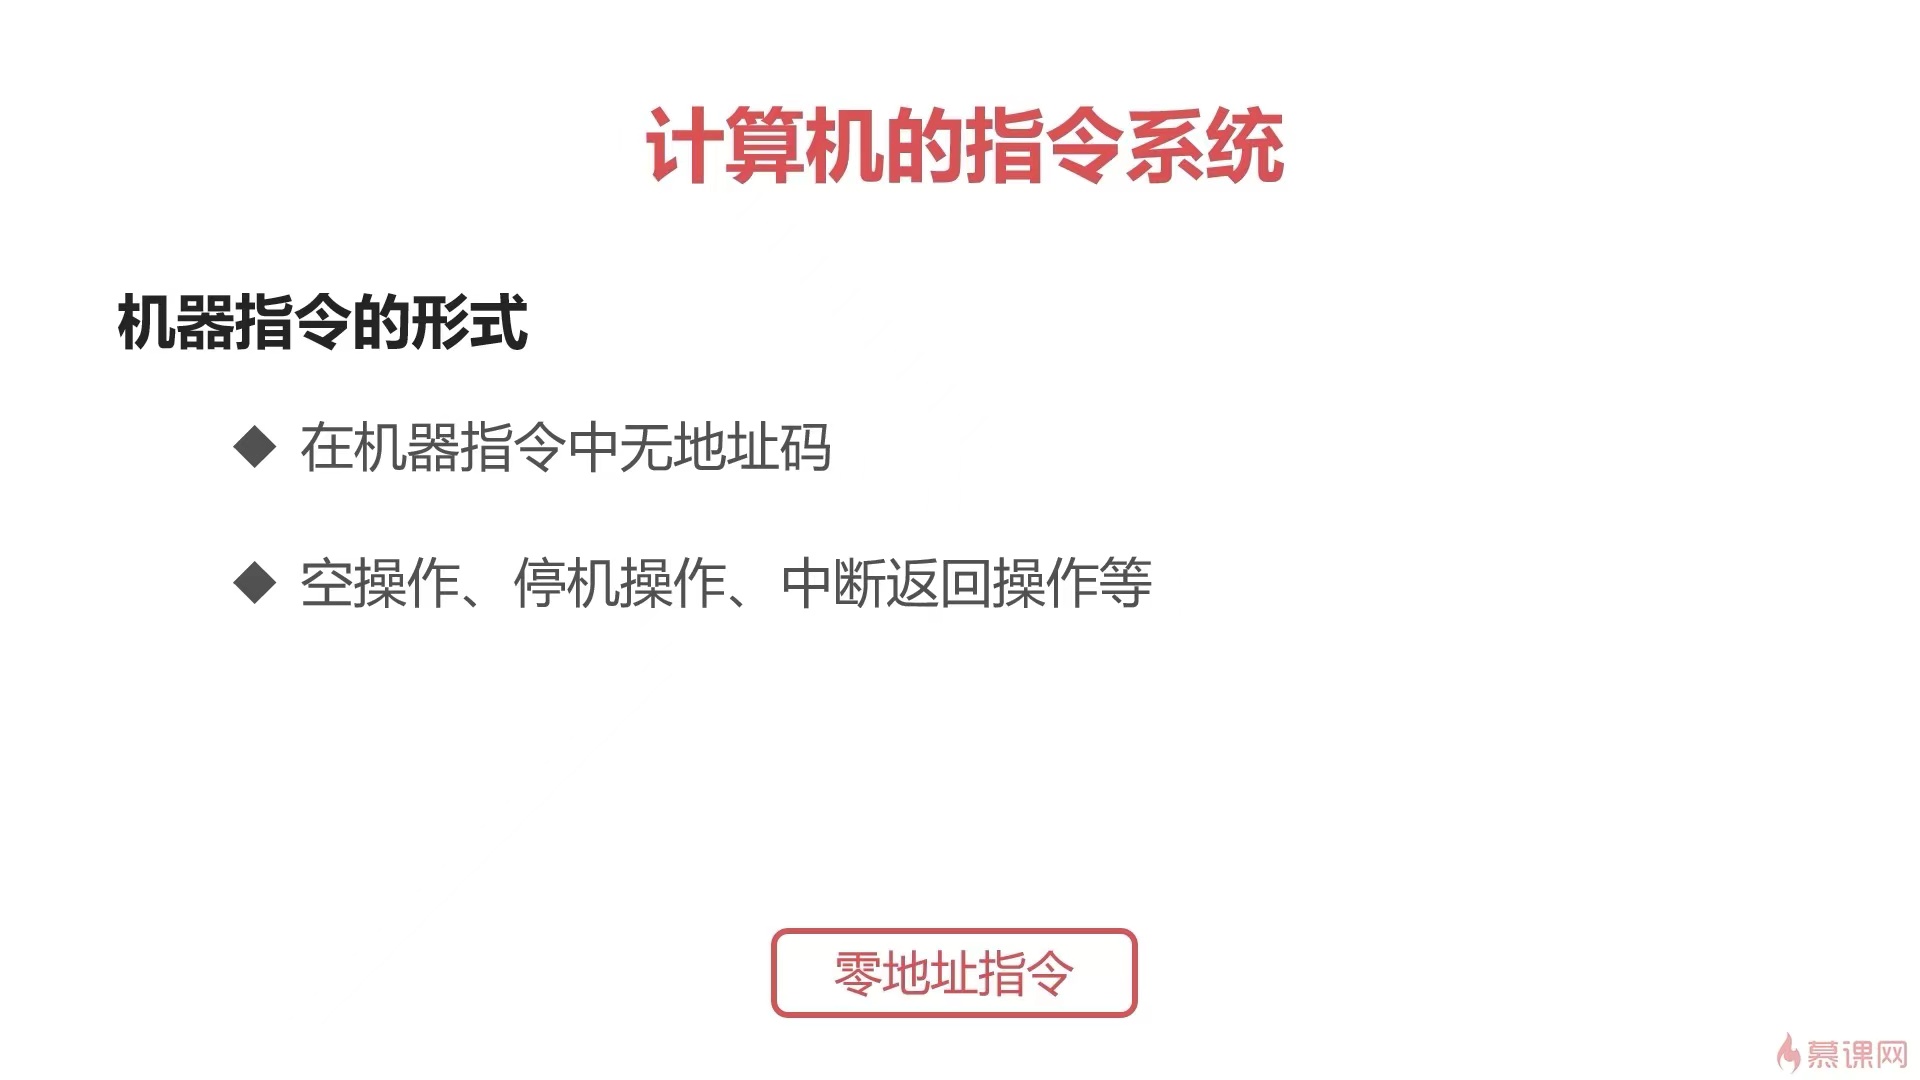 计算机的指令系统
机器指令的形式
◆ 在机器指令中无地址码
◆ 空操作、停机操作、中断返回操作等
零地址指令
慕课网